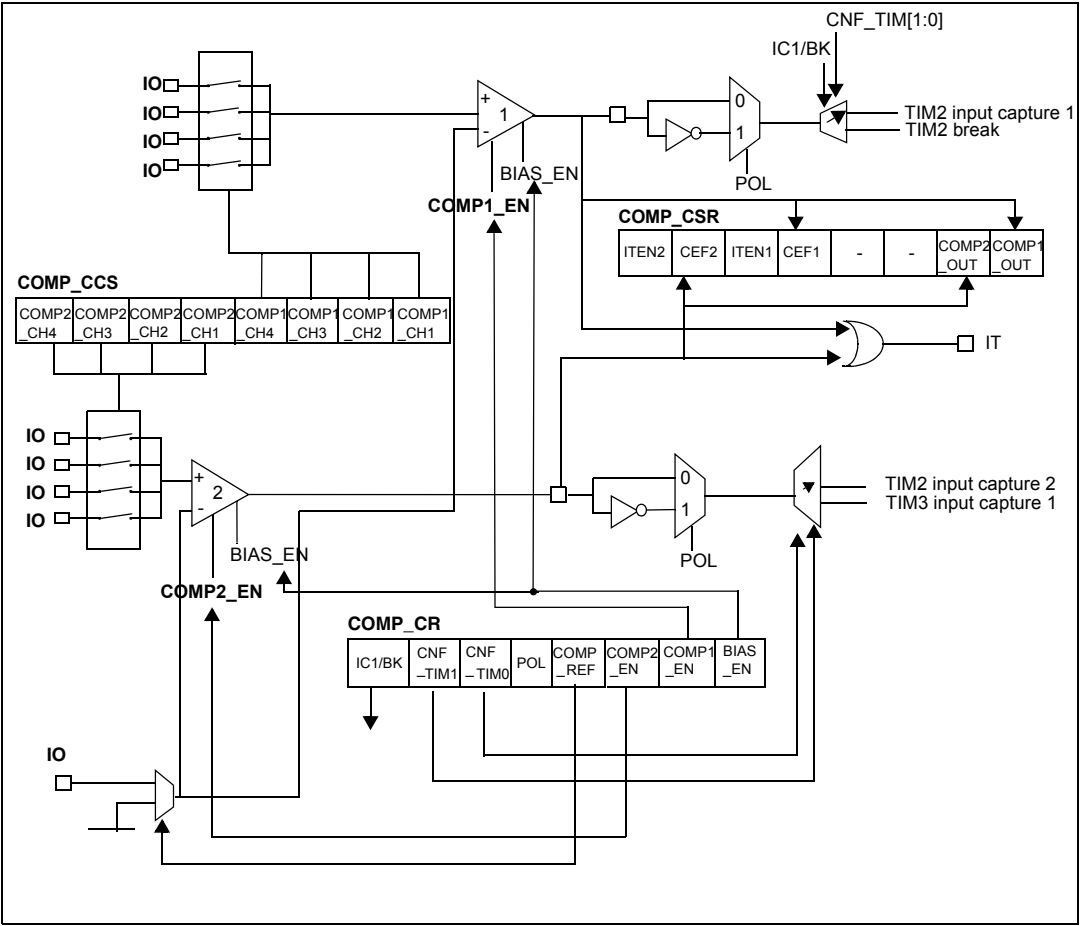 CNF_TIM[1:0]
IC1/BK
IO
IO
IO
IO
+
-
1
0
1
TIM2 input capture 1
TIM2 break
BIAS_EN
POL
COMP1_EN
COMP_CSR
ITEN2
CEF2
ITEN1
CEF1
-
-
COMP2
_OUT
COMP1
_OUT
COMP_CCS
COMP2
_CH4
COMP2
_CH3
COMP2
_CH2
COMP2
_CH1
COMP1
_CH4
COMP1
_CH3
COMP1
_CH2
COMP1
_CH1
IT
IO
IO
IO
IO
+
-
2
0
1
TIM2 input capture 2
TIM3 input capture 1
BIAS_EN
POL
COMP2_EN
COMP_CR
IC1/BK
CNF
_TIM1
CNF
_TIM0
POL
COMP
_REF
COMP2
_EN
COMP1
_EN
BIAS
_EN
IO